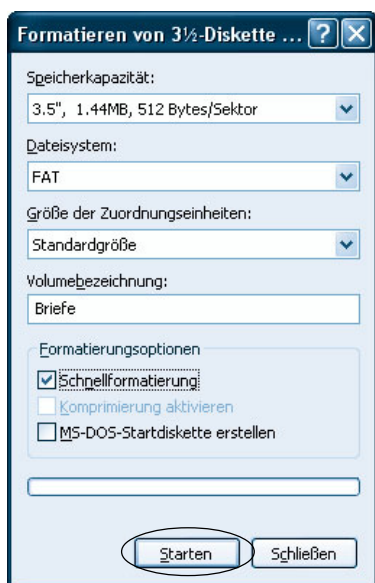 Formatieren von 3½-Diskette ...
Speicherkapazität:
3.5", 1.44MB, 512 Bytes/Sektor
Dateisystem:
FAT
Größe der Zuordnungseinheiten:
Standardgröße
Volumebezeichnung:
Briefe
Formatierungsoptionen
Schnellformatierung
Komprimierung aktivieren
MS-DOS-Startdiskette erstellen
Starten Schließen